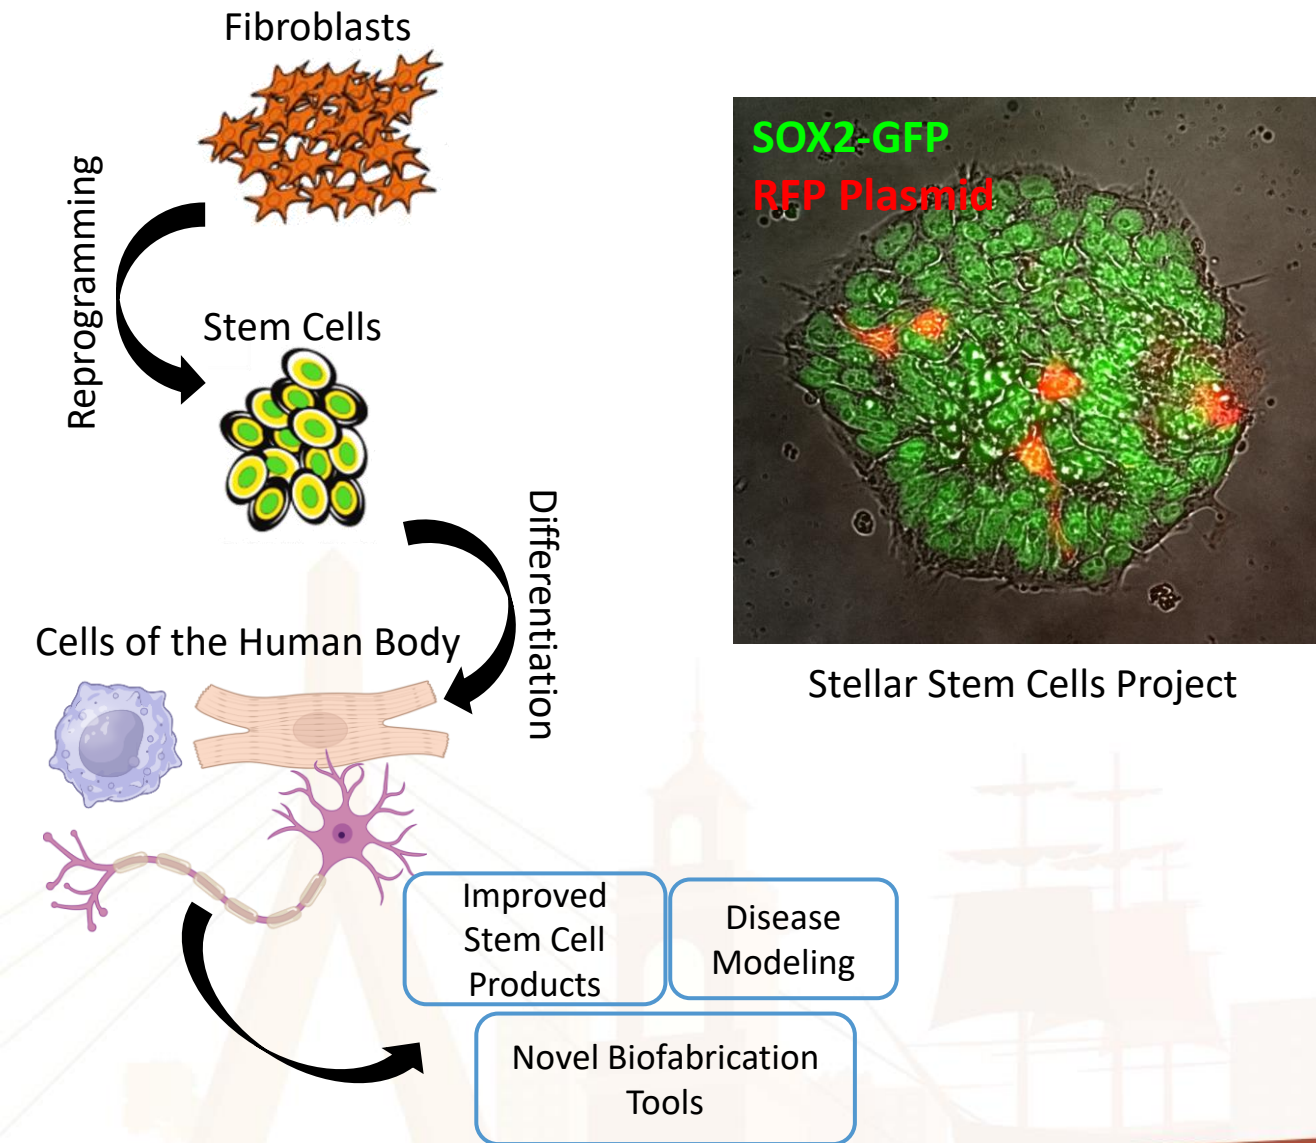 Fibroblasts
Reprogramming
Stem Cells
Differentiation
Cells of the Human Body
SOX2-GFP
RFP Plasmid
Stellar Stem Cells Project
Improved
Stem Cell
Products
Disease
Modeling
Novel Biofabrication
Tools